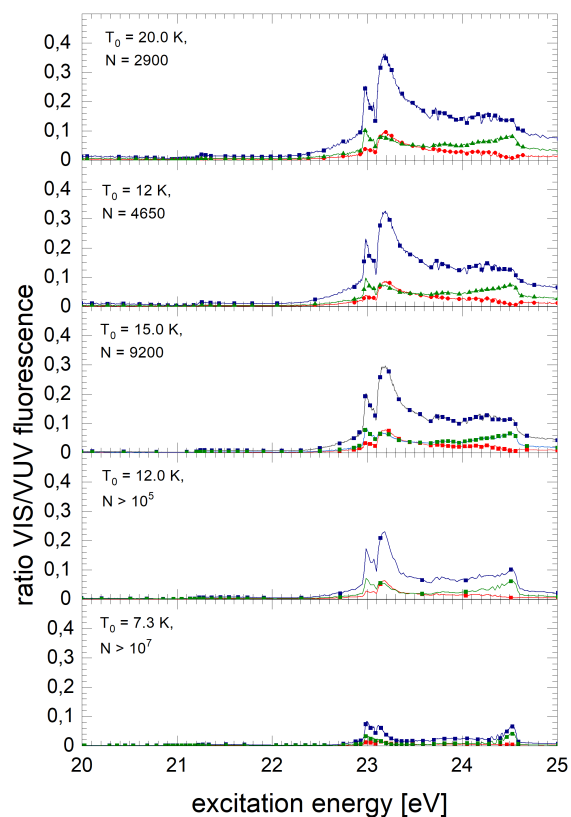 T0 = 20.0 K,
N = 2900
0,4
0,3
0,2
0,1
0
T0 = 12 K,
N = 4650
0,4
0,3
0,2
0,1
0
T0 = 15.0 K,
N = 9200
0,4
0,3
0,2
0,1
0
T0 = 12.0 K,
N > 10^5
0,4
0,3
0,2
0,1
0
T0 = 7.3 K,
N > 10^7
0,4
0,3
0,2
0,1
0
20 21 22 23 24 25
excitation energy [eV]
ratio VIS/VUV fluorescence